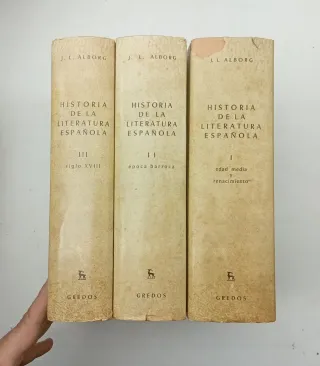 J. L. ALBORG
HISTORIA
DE LA
LITERATURA
ESPAÑOLA
III
siglo XVIII
GREDOS
J. L. ALBORG
HISTORIA
DE LA
LITERATURA
ESPAÑOLA
II
época barroca
GREDOS
J. L. ALBORG
HISTORIA
DE LA
LITERATURA
ESPAÑOLA
I
edad media
y
renacimiento
GREDOS